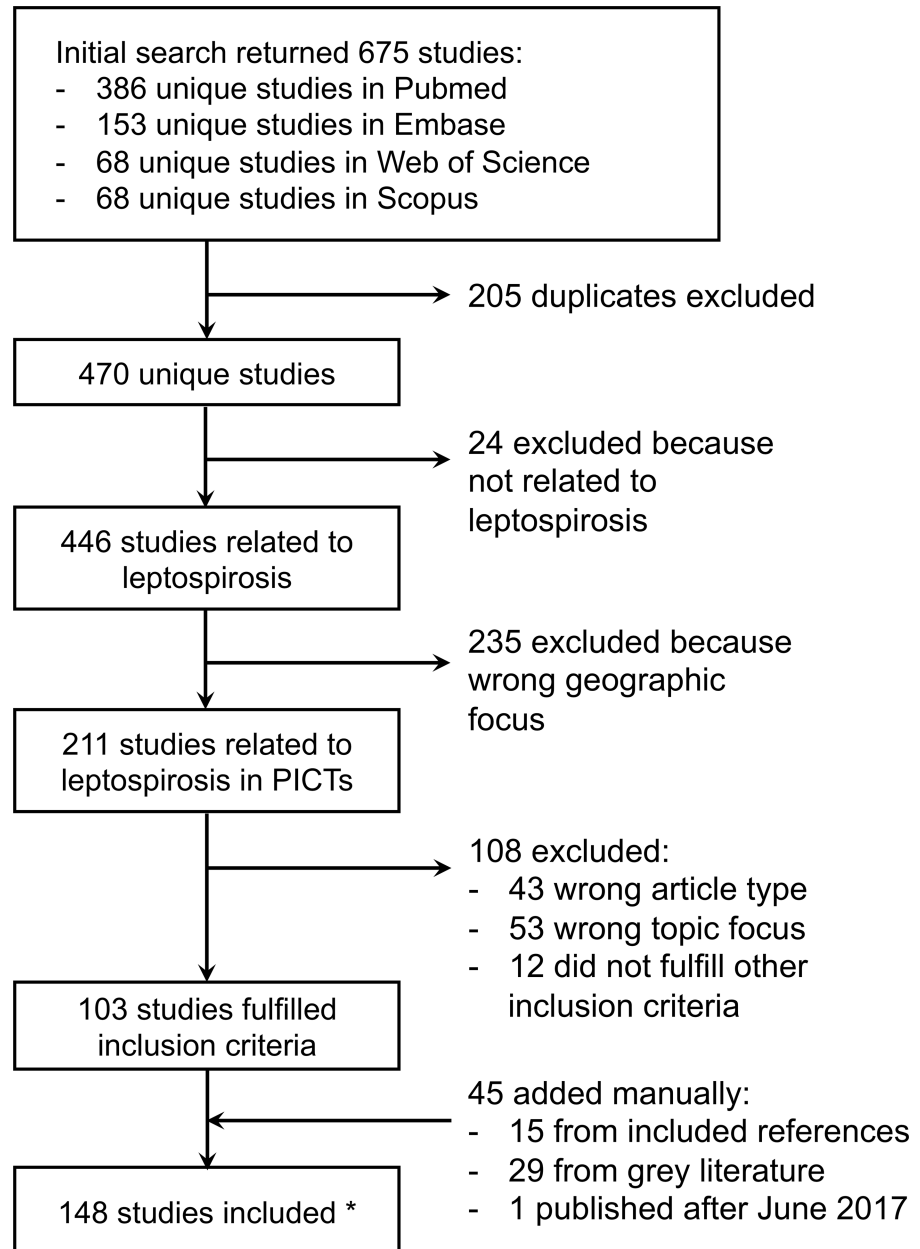 Initial search returned 675 studies:
- 386 unique studies in Pubmed
- 153 unique studies in Embase
- 68 unique studies in Web of Science
- 68 unique studies in Scopus
205 duplicates excluded
470 unique studies
24 excluded because
not related to
leptospirosis
446 studies related to
leptospirosis
235 excluded because
wrong geographic
focus
211 studies related to
leptospirosis in PICTs
108 excluded:
- 43 wrong article type
- 53 wrong topic focus
- 12 did not fulfill other
inclusion criteria
103 studies fulfilled
inclusion criteria
45 added manually:
- 15 from included references
- 29 from grey literature
- 1 published after June 2017
148 studies included *